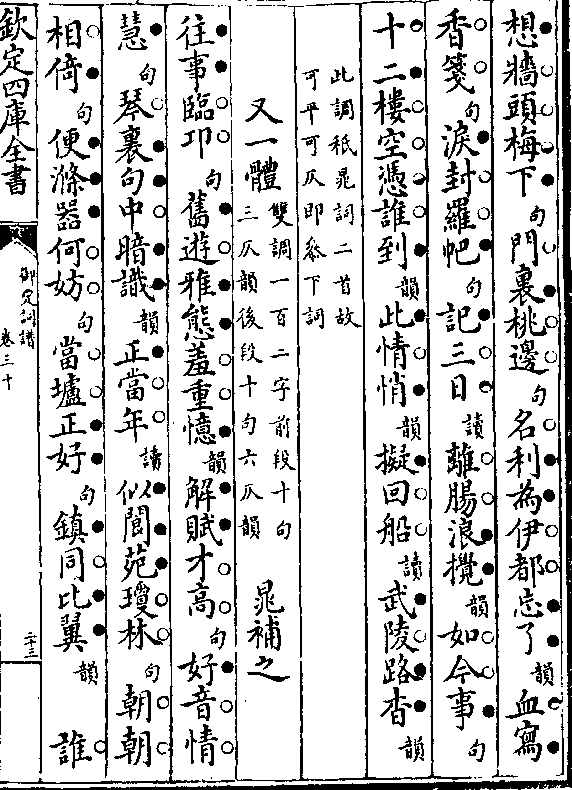 想牆頭梅下句門裏桃邊句名利為伊都忘了韻血寫
香箋句淚封羅帊句記三日讀離腸浪攪韻如今事句
十二樓空憑誰到韻此情悄韻擬回船讀武陵路杳韻
此調秖晁詞二首故
可平可仄即叅下詞
又一體雙調一百二字前段十句
三仄韻後段十句六仄韻晁補之
往事臨邛句舊遊雅態羞重憶韻解賦才高句好音情
慧句琴裏句中暗識韻正當年讀似閬苑瓊林句朝朝
相倚句便滌器何妨句當壚正好句鎮同比翼韻誰
欽定四庫全書
御定詞譜
卷三十
二十三